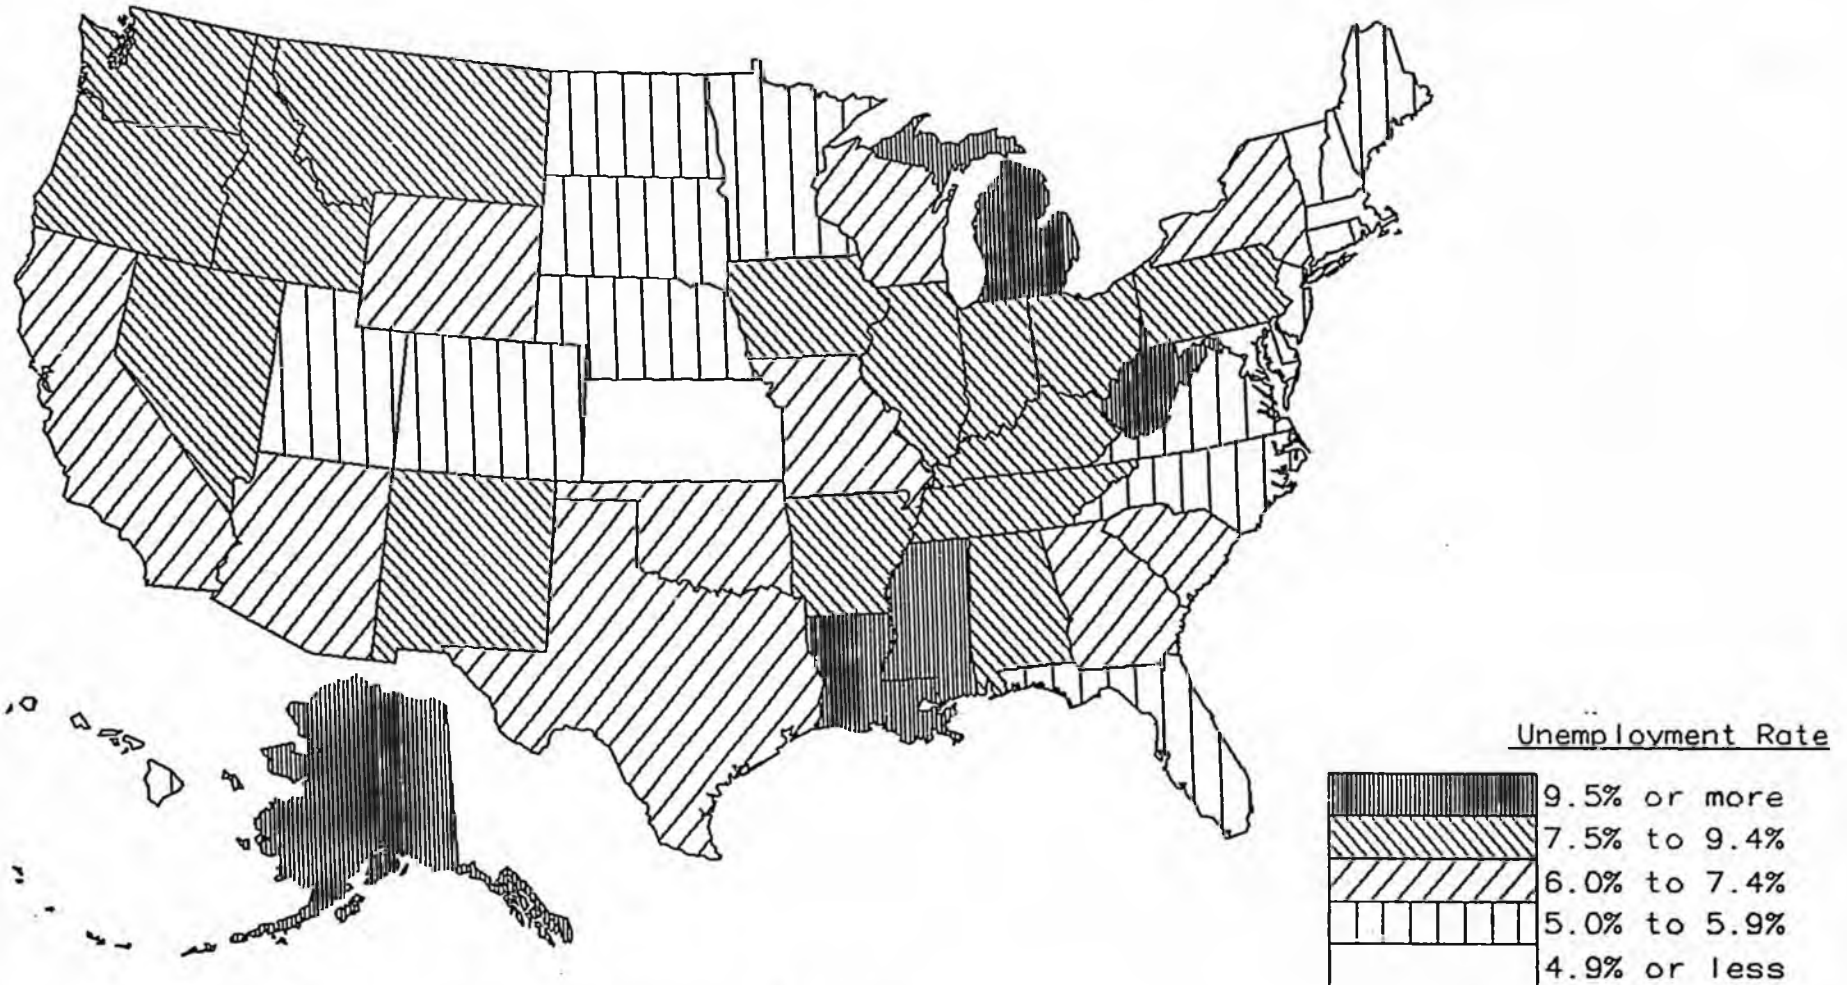 Unemployment Rate
9.5% or more
7.5% to 9.4%
6.0% to 7.4%
5.0% to 5.9%
4.9% or less